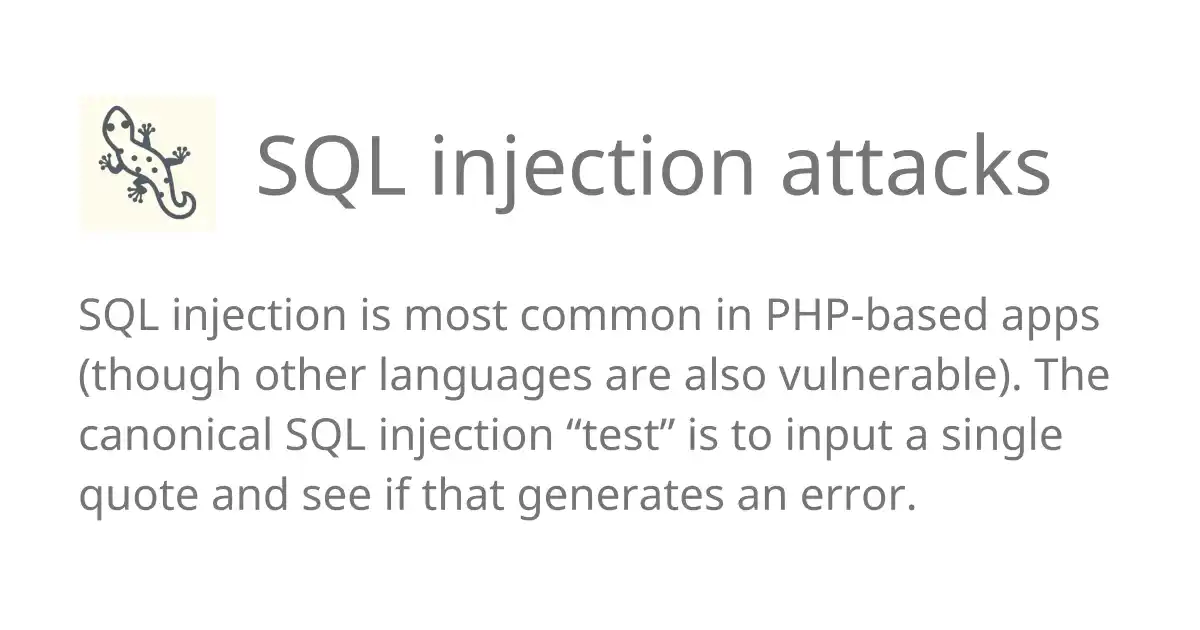 SQL injection attacks
SQL injection is most common in PHP-based apps
(though other languages are also vulnerable). The
canonical SQL injection “test” is to input a single
quote and see if that generates an error.